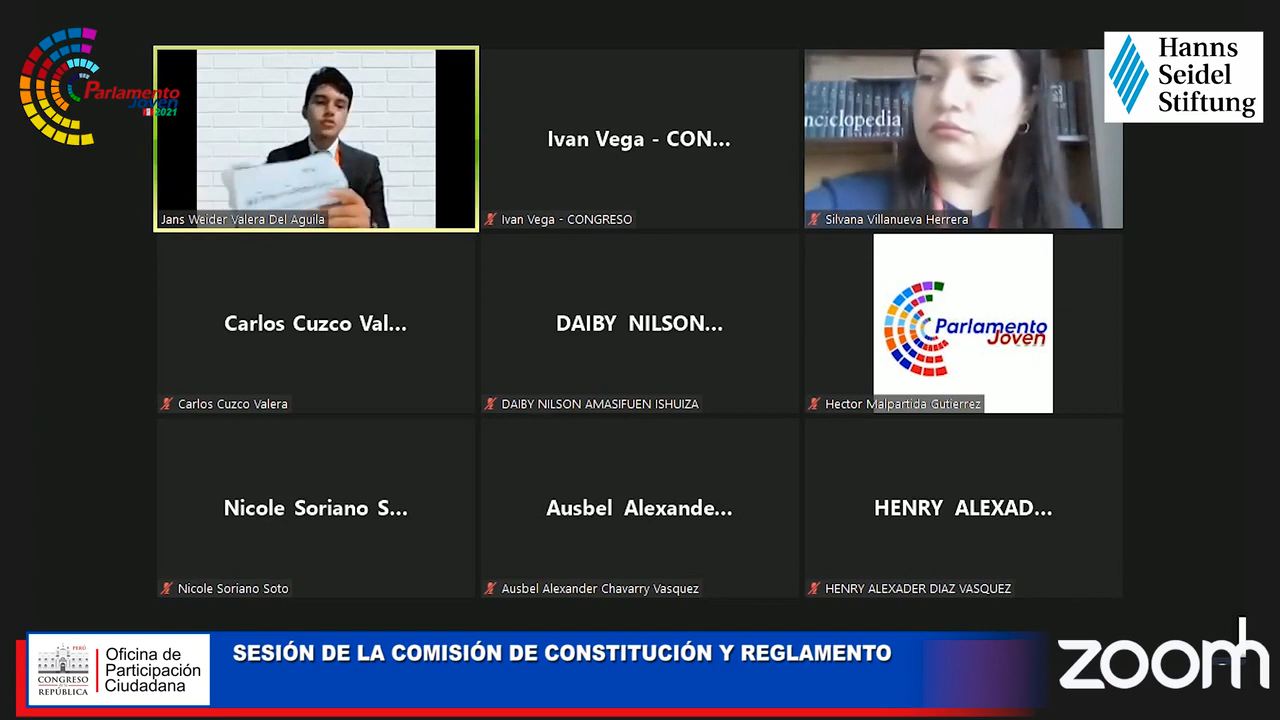 Parlamento
Joven
2021
Hanns
Seidel
Stiftung
nciclopedia
Jans Weider Valera Del Aguila
Ivan Vega - CON...
Ivan Vega - CONGRESO
Silvana Villanueva Herrera
Carlos Cuzco Val...
Carlos Cuzco Valera
DAIBY NILSON...
DAIBY NILSON AMASIFUEN ISHUIZA
Parlamento
Joven
Hector Malpartida Gutierrez
Nicole Soriano S...
Nicole Soriano Soto
Ausbel Alexande...
Ausbel Alexander Chavarry Vasquez
HENRY ALEXAD...
HENRY ALEXADER DIAZ VASQUEZ
PERÚ
CONGRESO
de la
REPÚBLICA
Oficina de
Participación
Ciudadana
SESIÓN DE LA COMISIÓN DE CONSTITUCIÓN Y REGLAMENTO
zoom